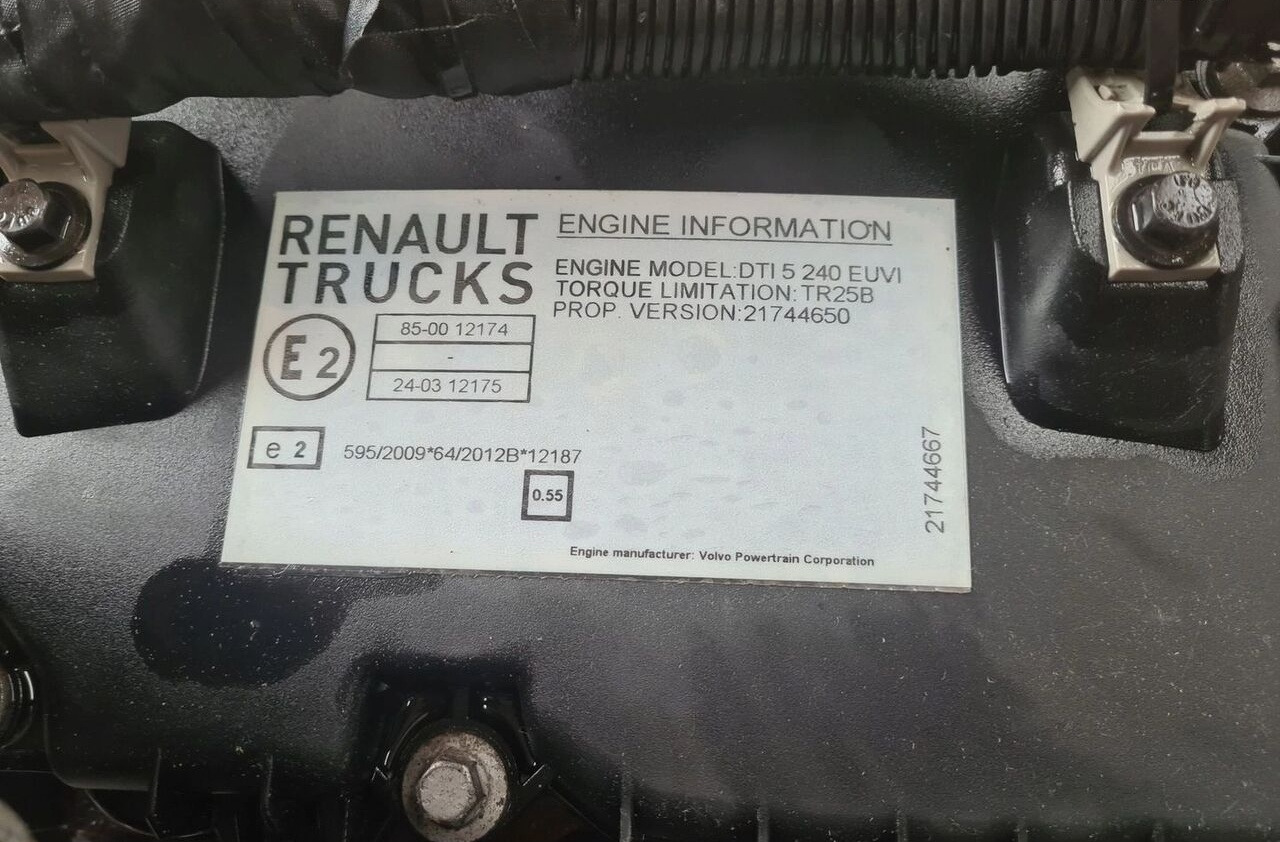 RENAULT
TRUCKS
ENGINE INFORMATION
ENGINE MODEL:DTI 5 240 EUVI
TORQUE LIMITATION: TR25B
PROP. VERSION:21744650
E 2
85-00 12174
-
24-03 12175
e 2
595/2009*64/2012B*12187
0.55
21744667
Engine manufacturer: Volvo Powertrain Corporation